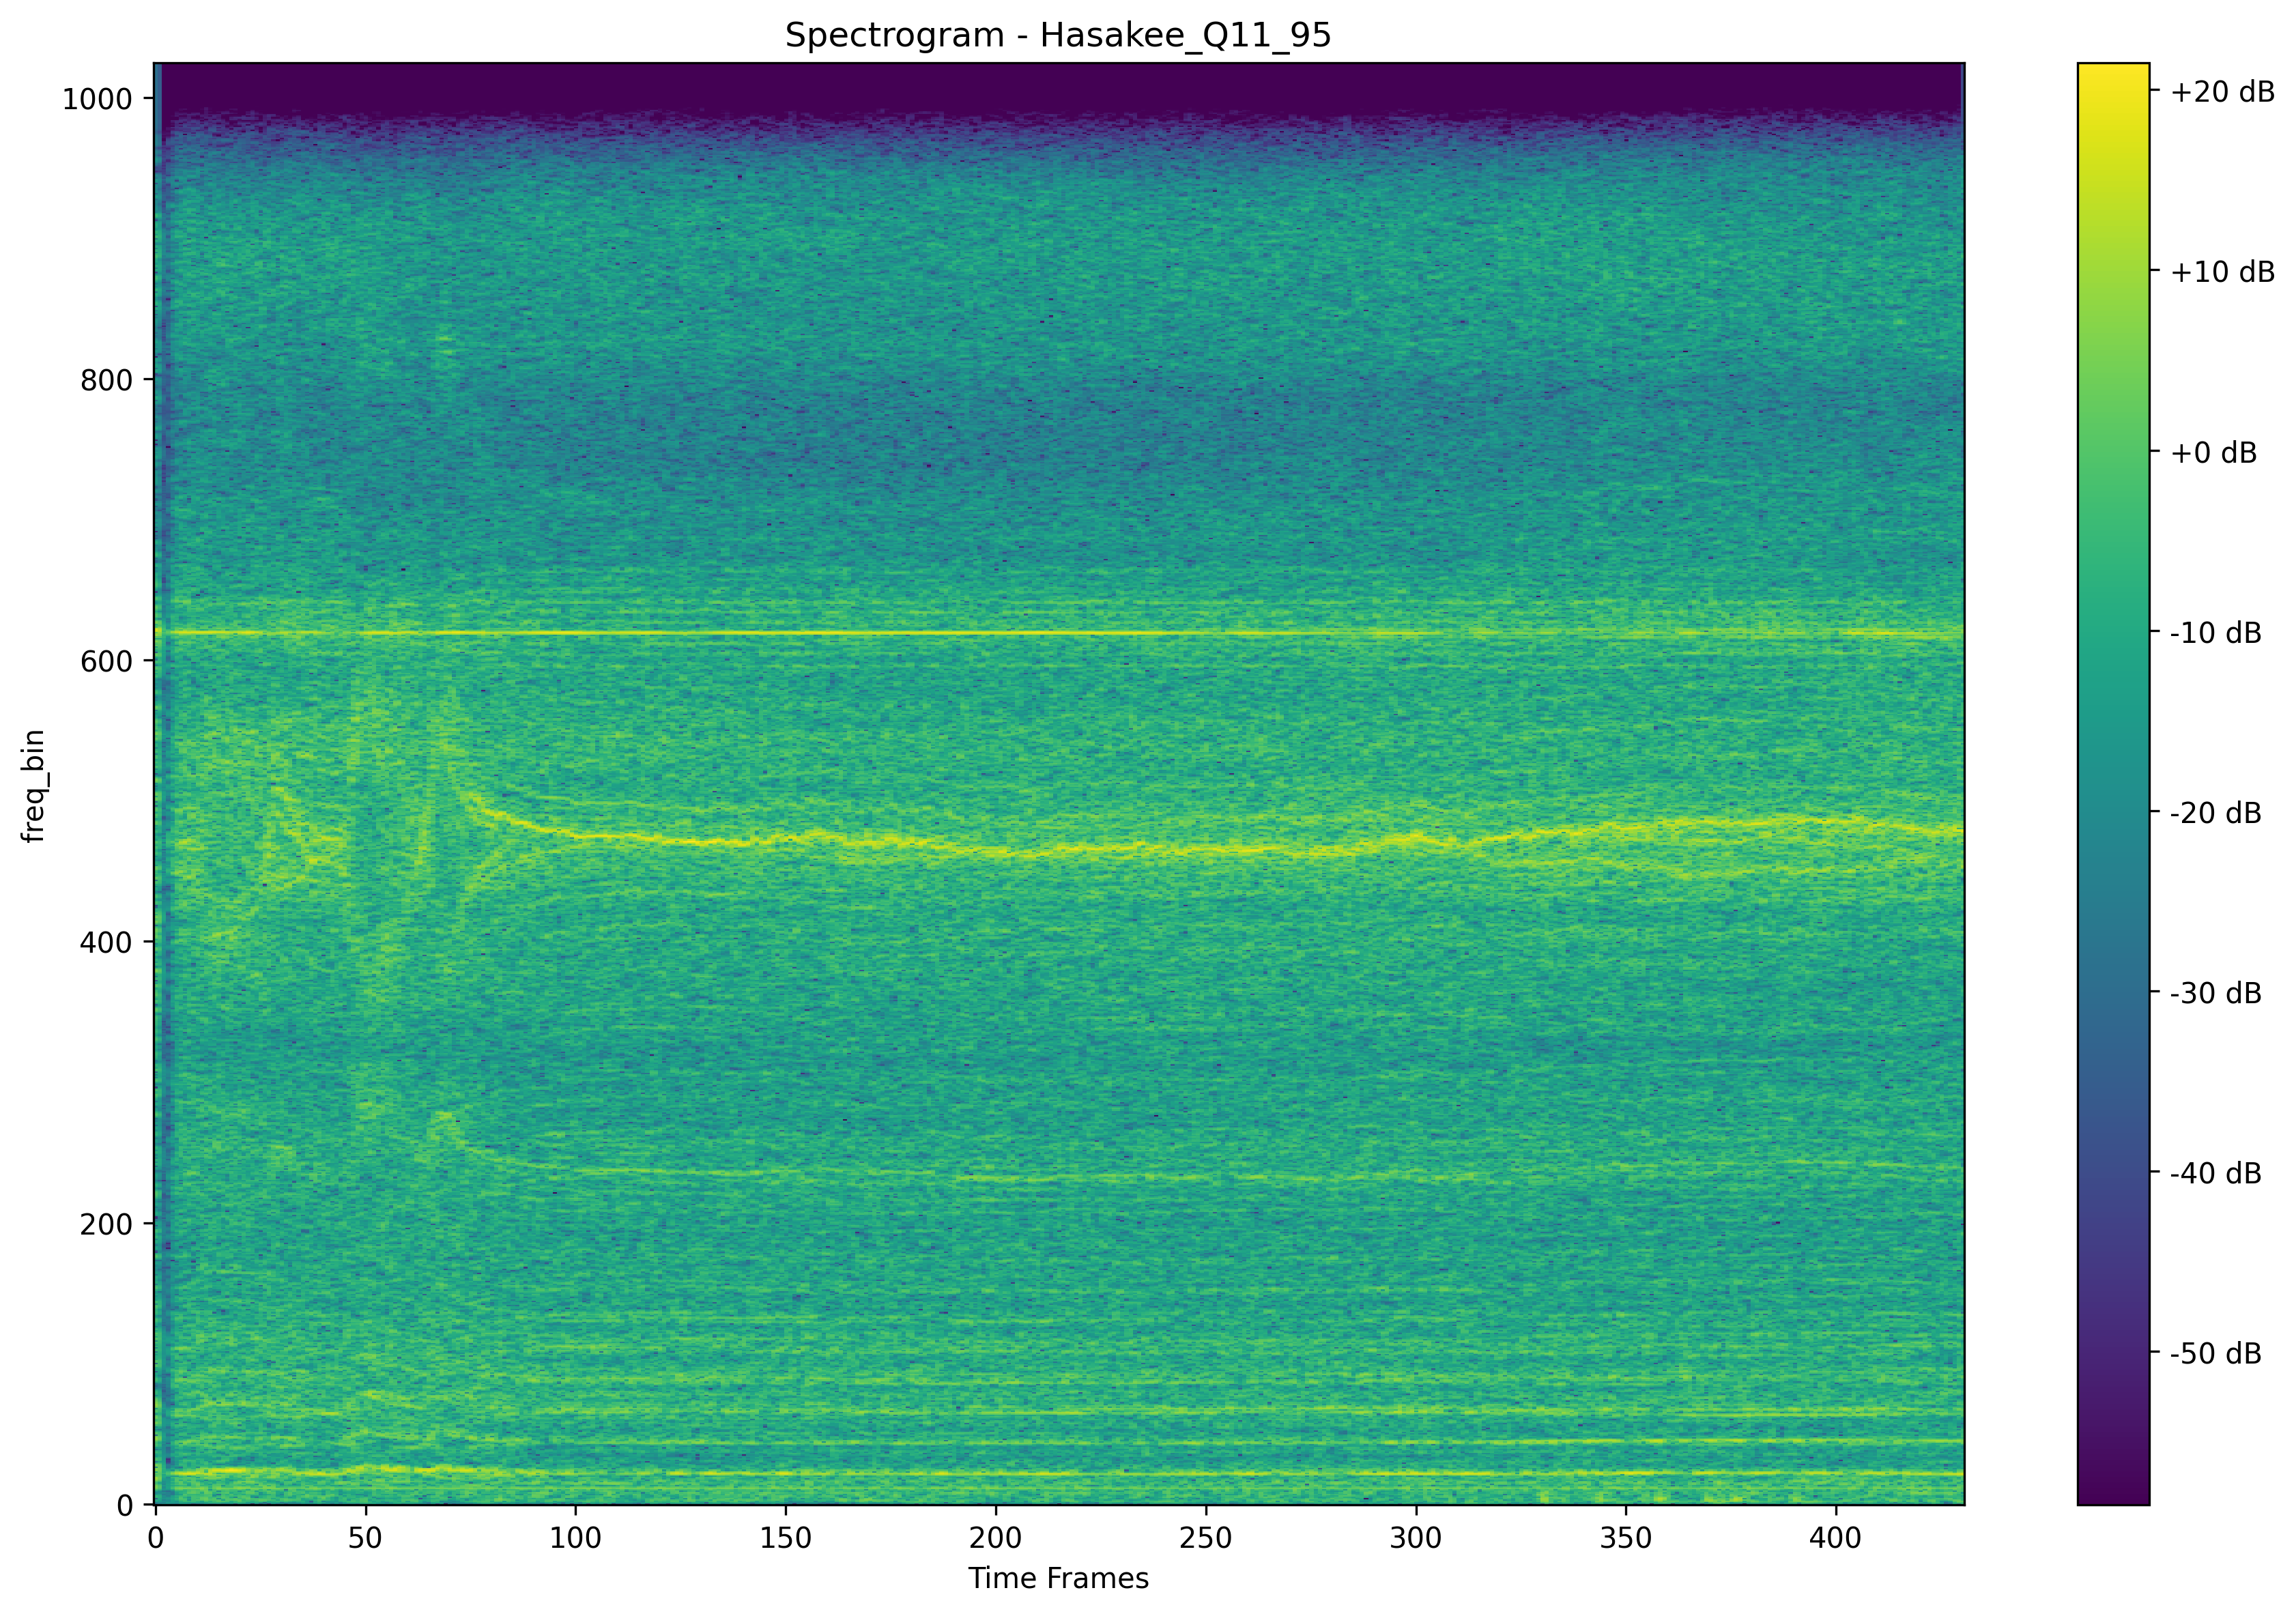 Spectrogram - Hasakee_Q11_95
1000
800
600
400
200
0
freq_bin
0 50 100 150 200 250 300 350 400
Time Frames
+20 dB
+10 dB
+0 dB
-10 dB
-20 dB
-30 dB
-40 dB
-50 dB